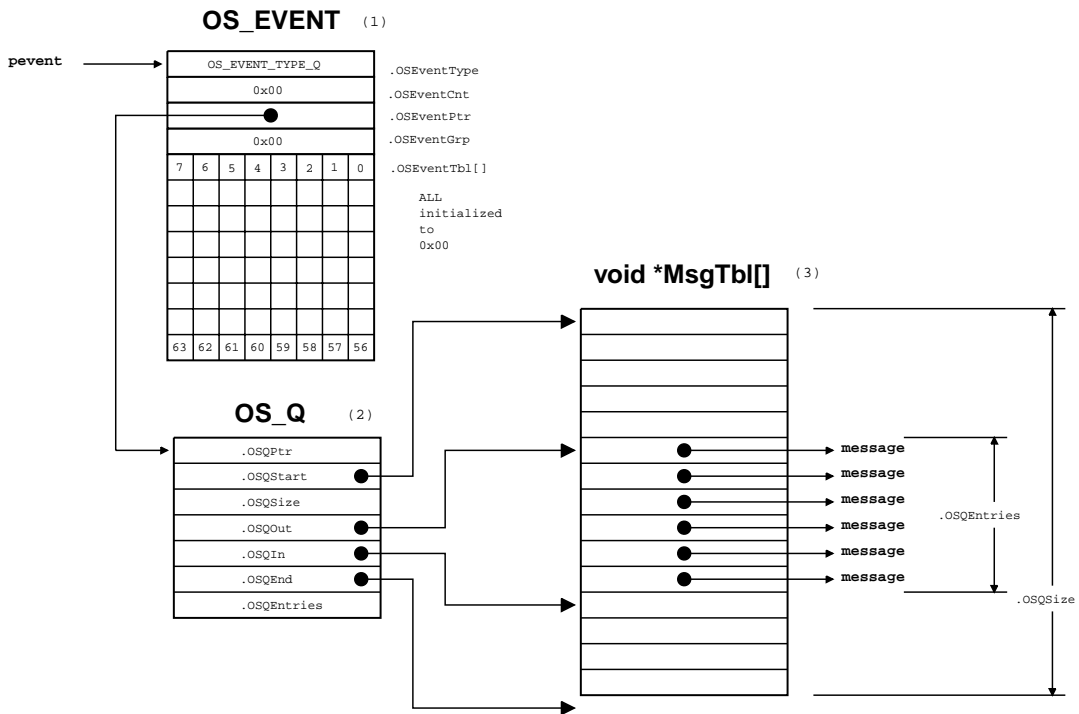 OS_EVENT (1)
pevent
OS_EVENT_TYPE_Q .OSEventType
0x00 .OSEventCnt
.OSEventPtr
0x00 .OSEventGrp
7 6 5 4 3 2 1 0 .OSEventTbl[]
ALL
initialized
to
0x00
63 62 61 60 59 58 57 56
void *MsgTbl[] (3)
OS_Q (2)
.OSQPtr
.OSQStart
.OSQSize
.OSQOut
.OSQIn
.OSQEnd
.OSQEntries
message
message
message
message
message
message
.OSQEntries
.OSQSize